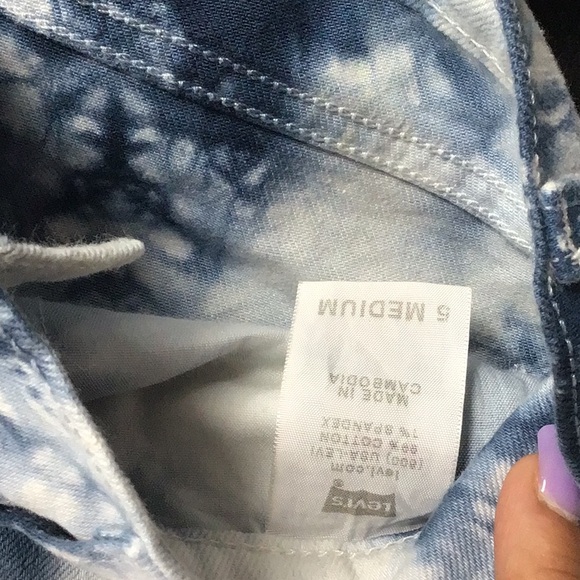 Levi's
®
levi.com
(800) USA-LEVI
99% COTTON
1% SPANDEX
MADE IN
CAMBODIA
5 MEDIUM